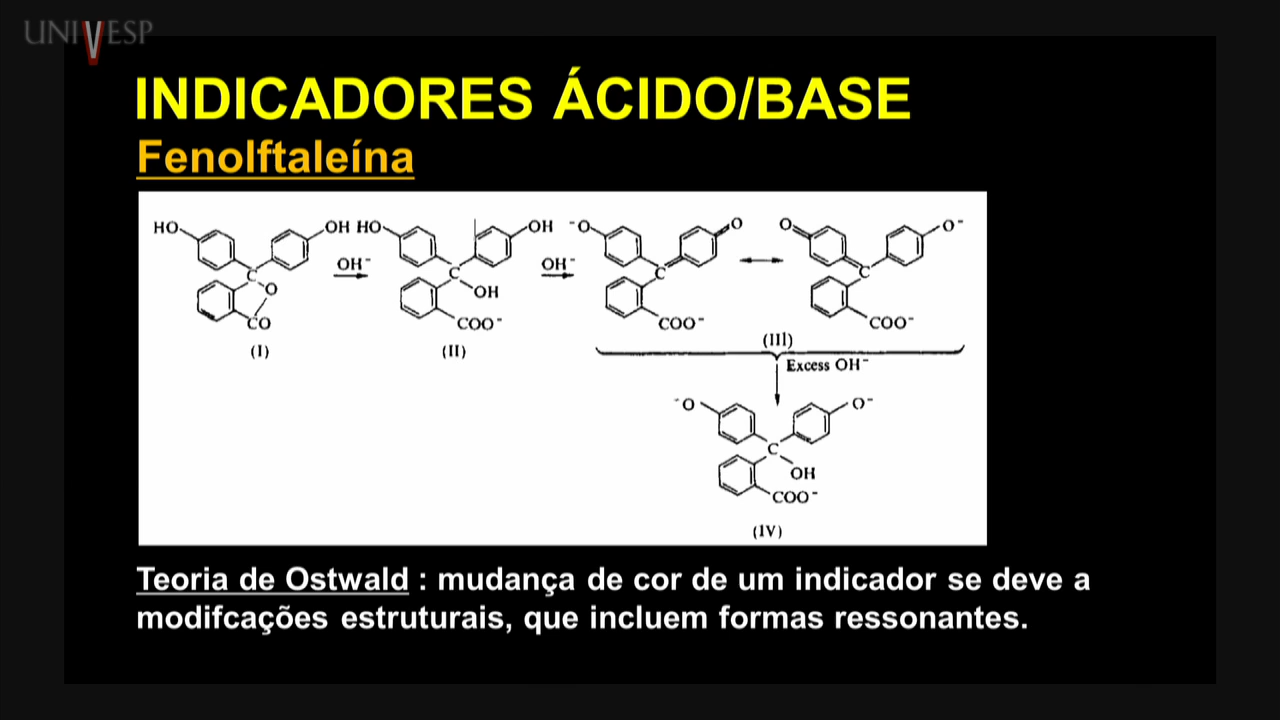 UNIVESP
INDICADORES ÁCIDO/BASE
Fenolftaleína
HO OH HO OH ⁻O O O O⁻
OH⁻ OH⁻
C C C C
O OH
CO COO⁻ COO⁻ COO⁻
(I) (II) (III)
Excess OH⁻
⁻O O⁻
C
OH
COO⁻
(IV)
Teoria de Ostwald : mudança de cor de um indicador se deve a
modifcações estruturais, que incluem formas ressonantes.